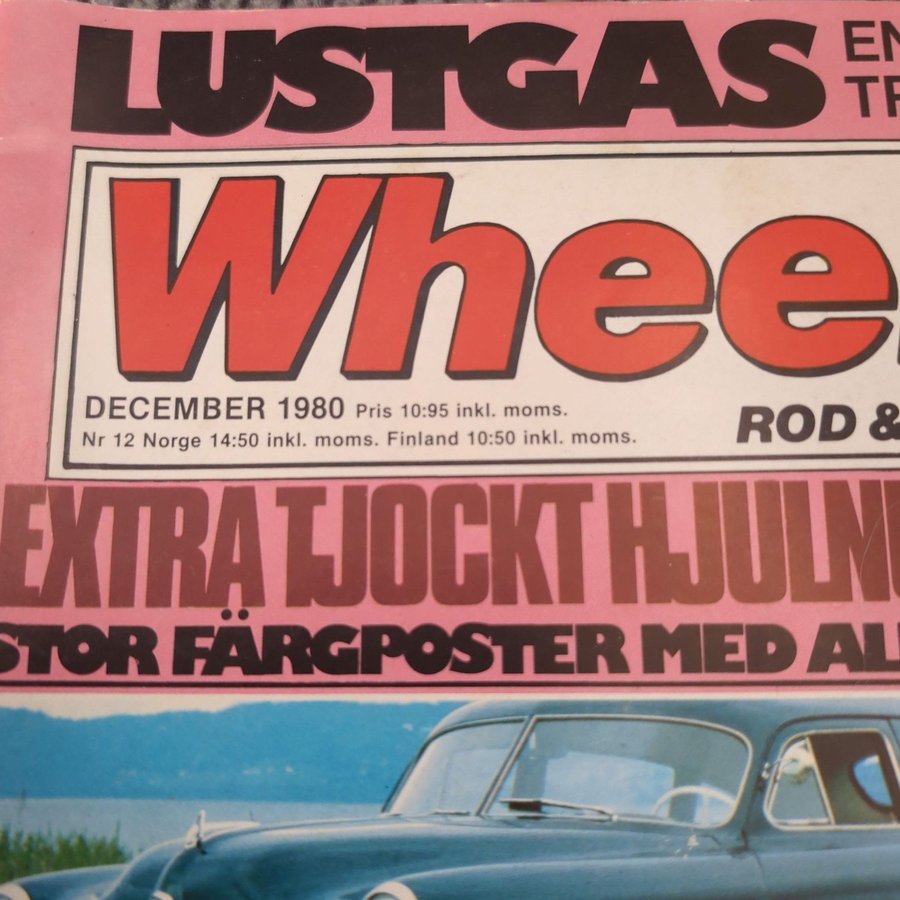 LUSTGAS
EN
Whee
DECEMBER 1980 Pris 10:95 inkl. moms.
Nr 12 Norge 14:50 inkl. moms. Finland 10:50 inkl. moms.
ROD &
EXTRA TJOCKT
STOR FÄRGPOSTER MED